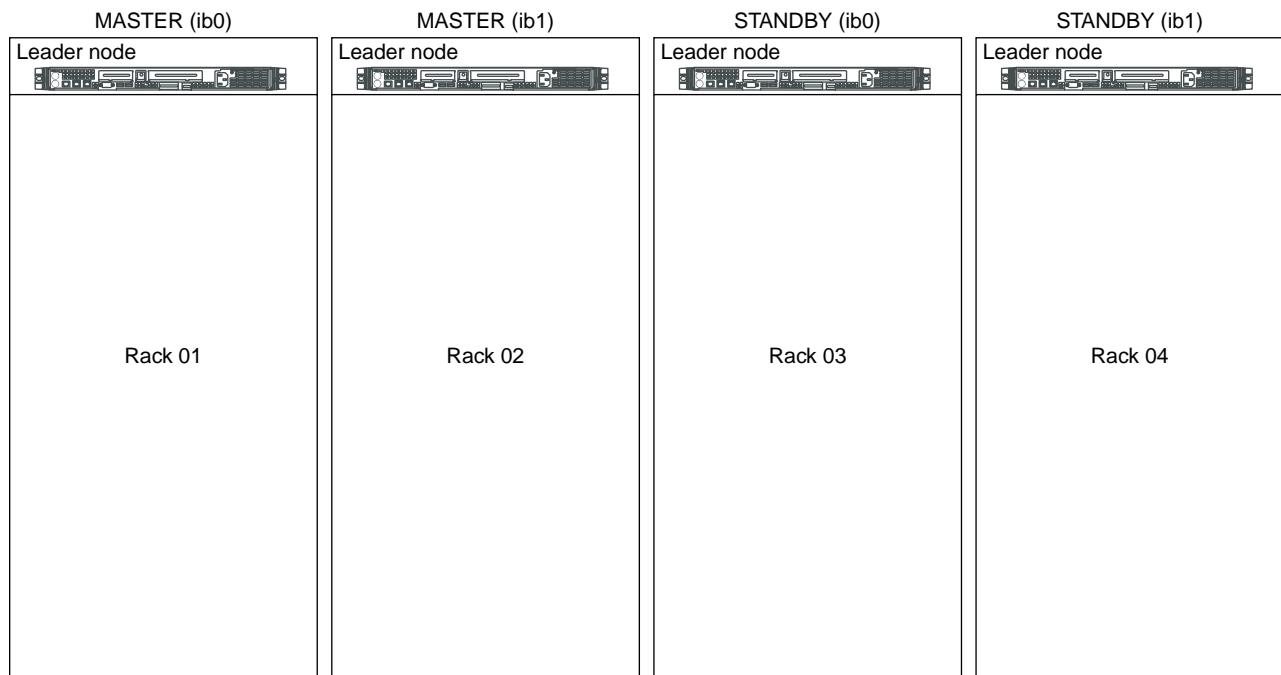 MASTER (ib0) MASTER (ib1) STANDBY (ib0) STANDBY (ib1)
Leader node Leader node Leader node Leader node
Rack 01 Rack 02 Rack 03 Rack 04